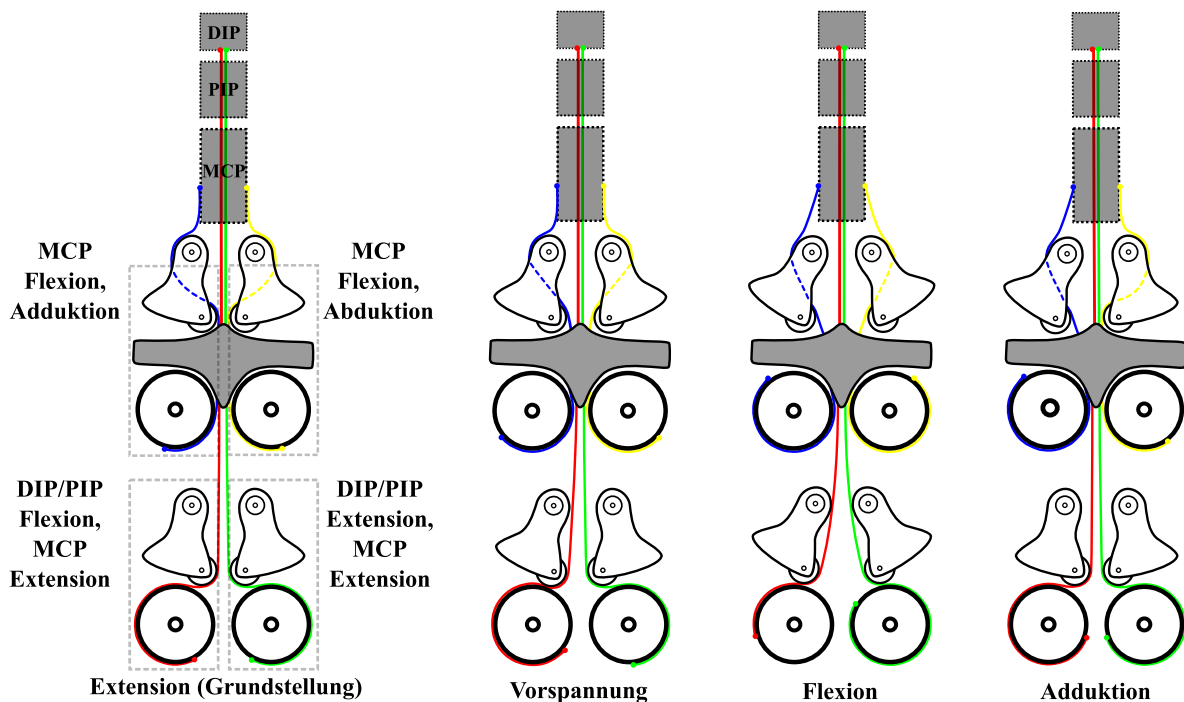 DIP
PIP
MCP
MCP
Flexion,
Adduktion
MCP
Flexion,
Abduktion
DIP/PIP
Flexion,
MCP
Extension
DIP/PIP
Extension,
MCP
Extension
Extension (Grundstellung)
Vorspannung
Flexion
Adduktion